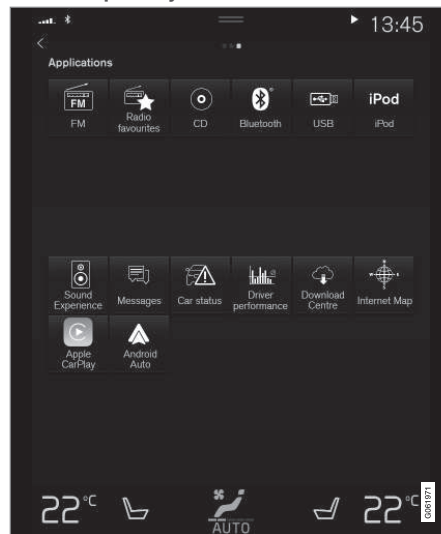 13:45
Applications
FM
iPod
FM
Radio
favourites
CD
Bluetooth
USB
iPod
Sound
Experience
Messages
Car status
Driver
performance
Download
Centre
Internet Map
Apple
CarPlay
Android
Auto
22°C
AUTO
22°C
G061971